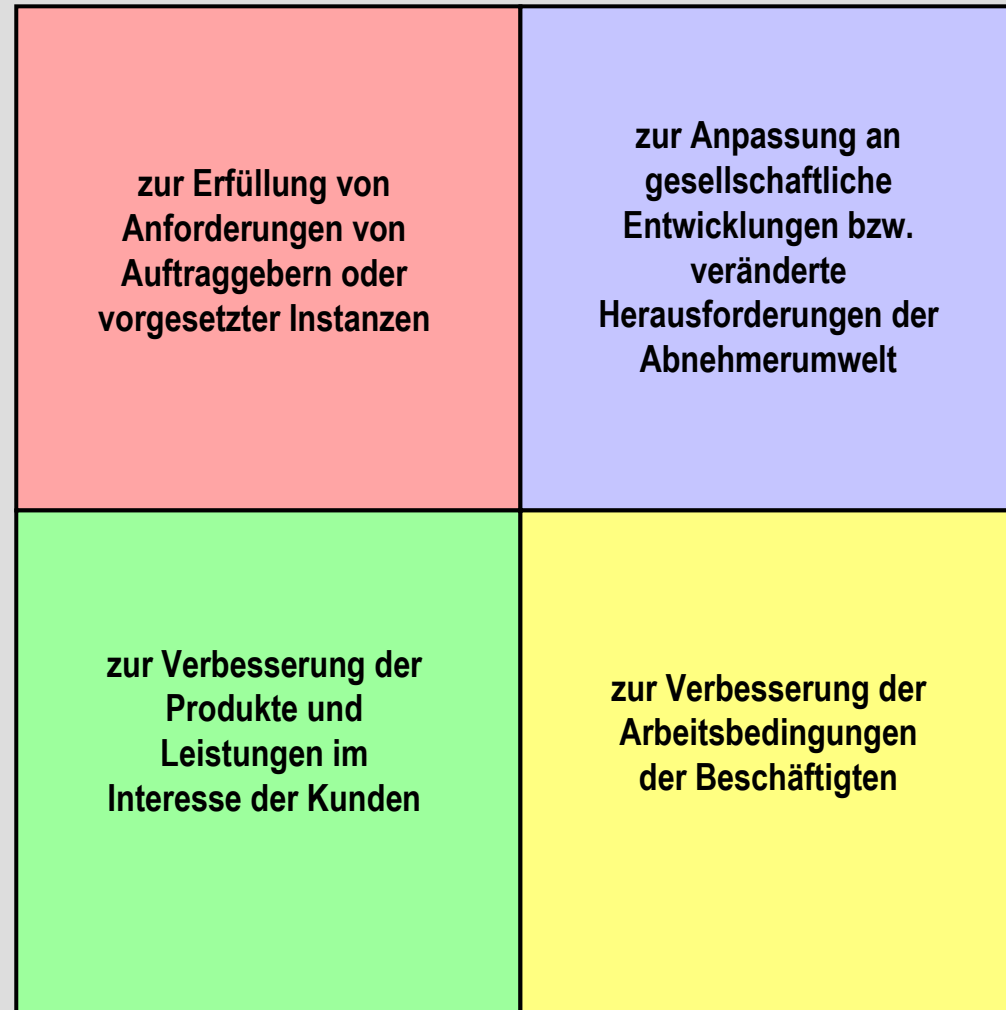 zur Erfüllung von
Anforderungen von
Auftraggebern oder
vorgesetzter Instanzen
zur Anpassung an
gesellschaftliche
Entwicklungen bzw.
veränderte
Herausforderungen der
Abnehmerumwelt
zur Verbesserung der
Produkte und
Leistungen im
Interesse der Kunden
zur Verbesserung der
Arbeitsbedingungen
der Beschäftigten